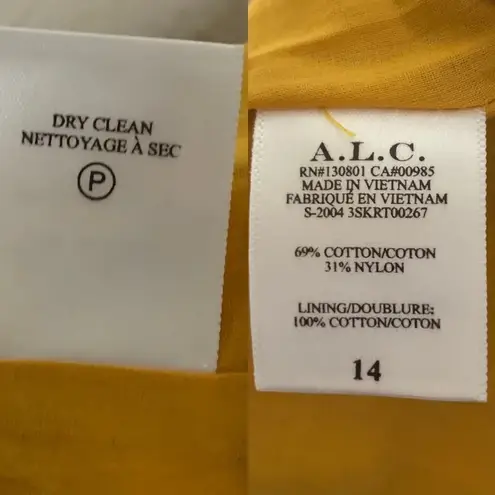 DRY CLEAN
NETTOYAGE À SEC
P
A.L.C.
RN#130801 CA#00985
MADE IN VIETNAM
FABRIQUÉ EN VIETNAM
S-2004 3SKRT00267
69% COTTON/COTON
31% NYLON
LINING/DOUBLURE:
100% COTTON/COTON
14